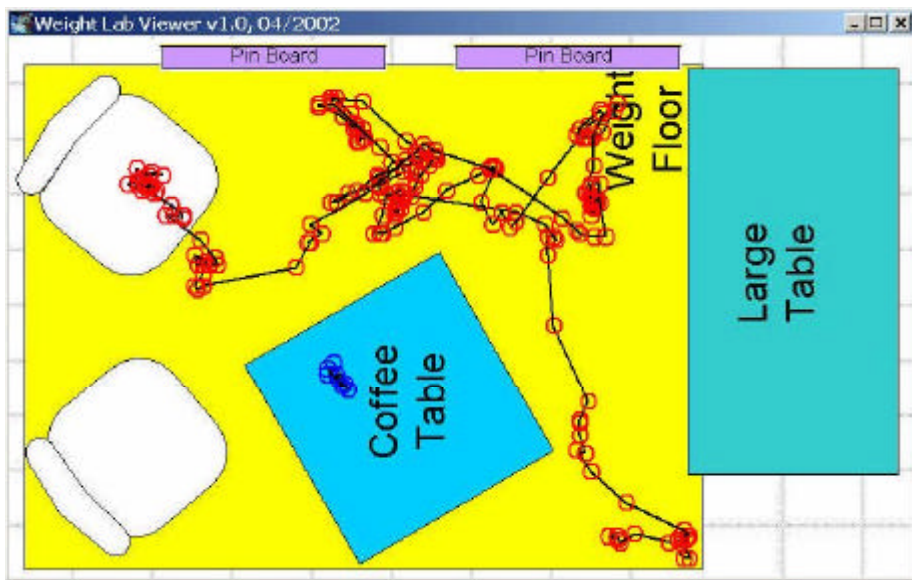 Weight Lab Viewer v1.0, 04/2002
Pin Board
Pin Board
Weight
Floor
Large
Table
Coffee
Table